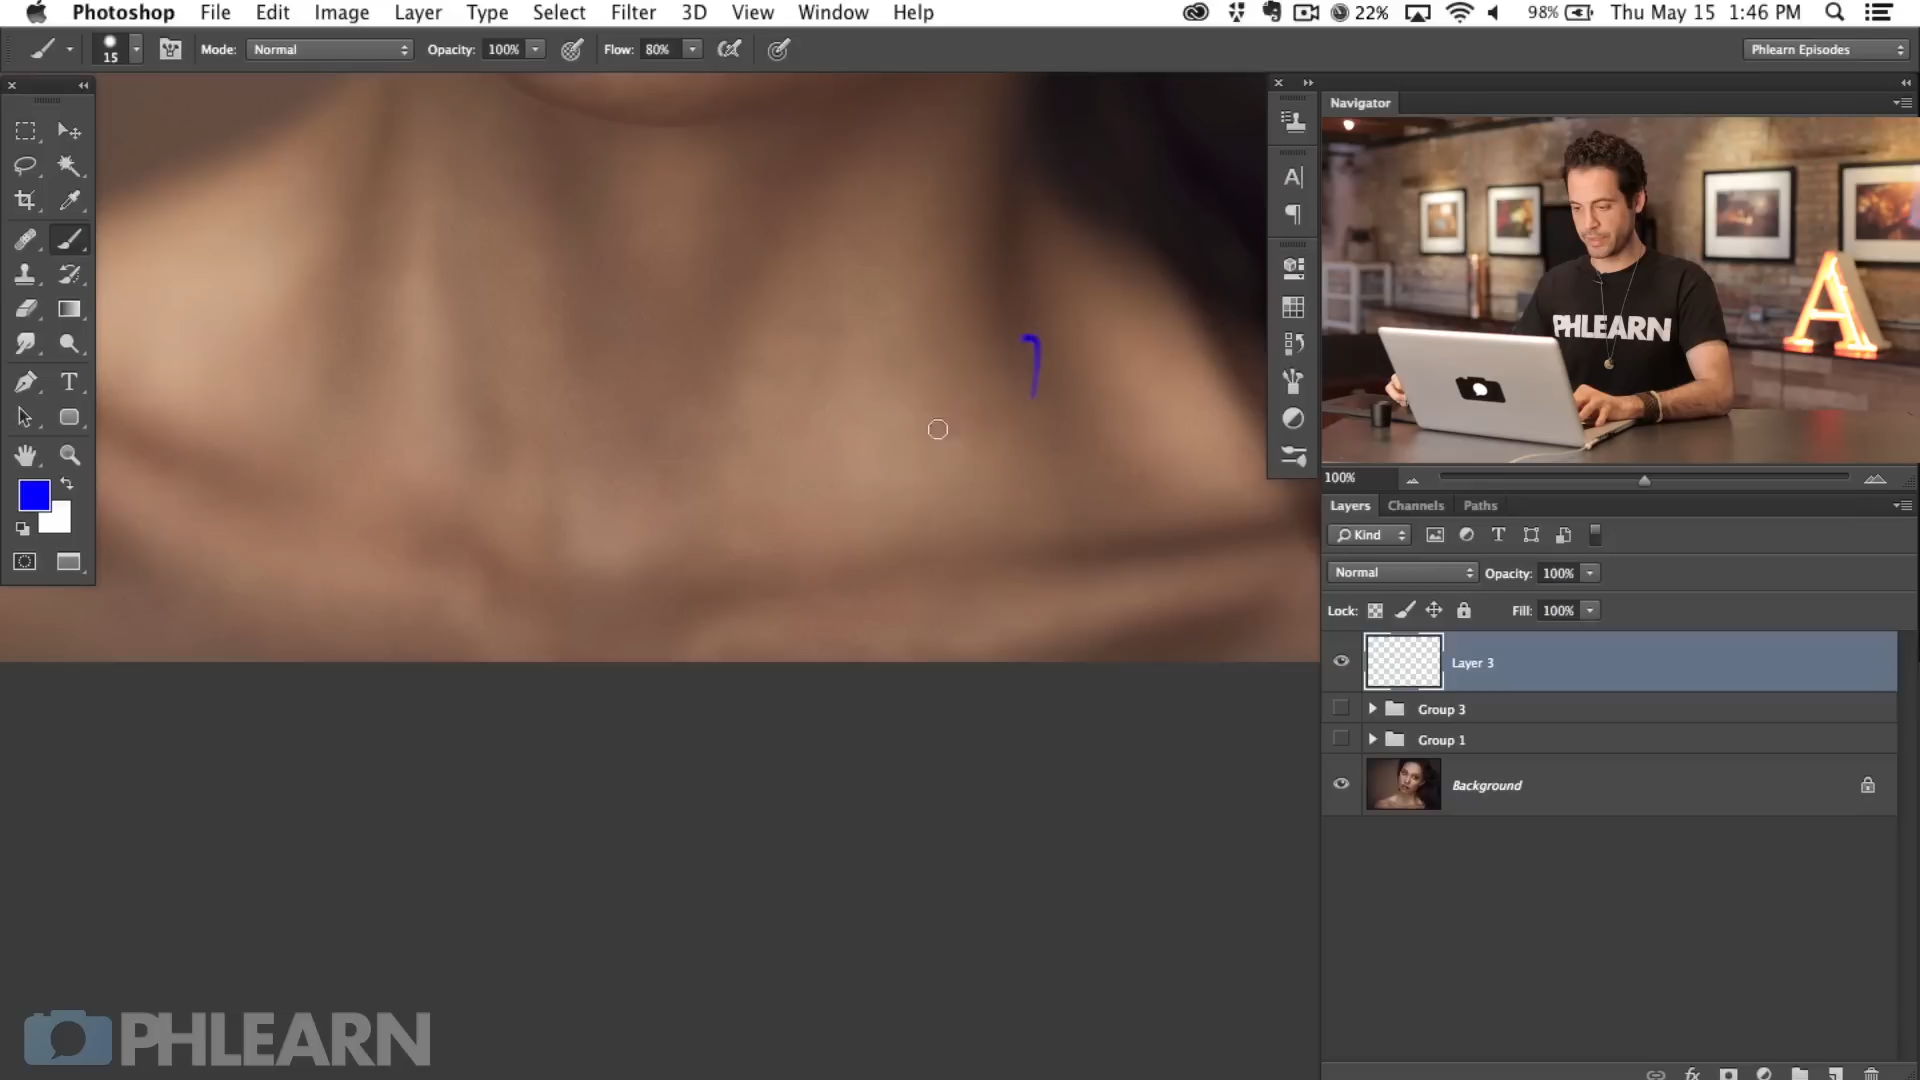 Photoshop File Edit Image Layer Type Select Filter 3D View Window Help 22% 98% Thu May 15 1:46 PM
15 Mode: Normal Opacity: 100% Flow: 80% Phlearn Episodes
Navigator
A
PHLEARN
A
T
100%
Layers Channels Paths
Kind T
Normal Opacity: 100%
Lock: Fill: 100%
Layer 3
Group 3
Group 1
Background
PHLEARN
fx